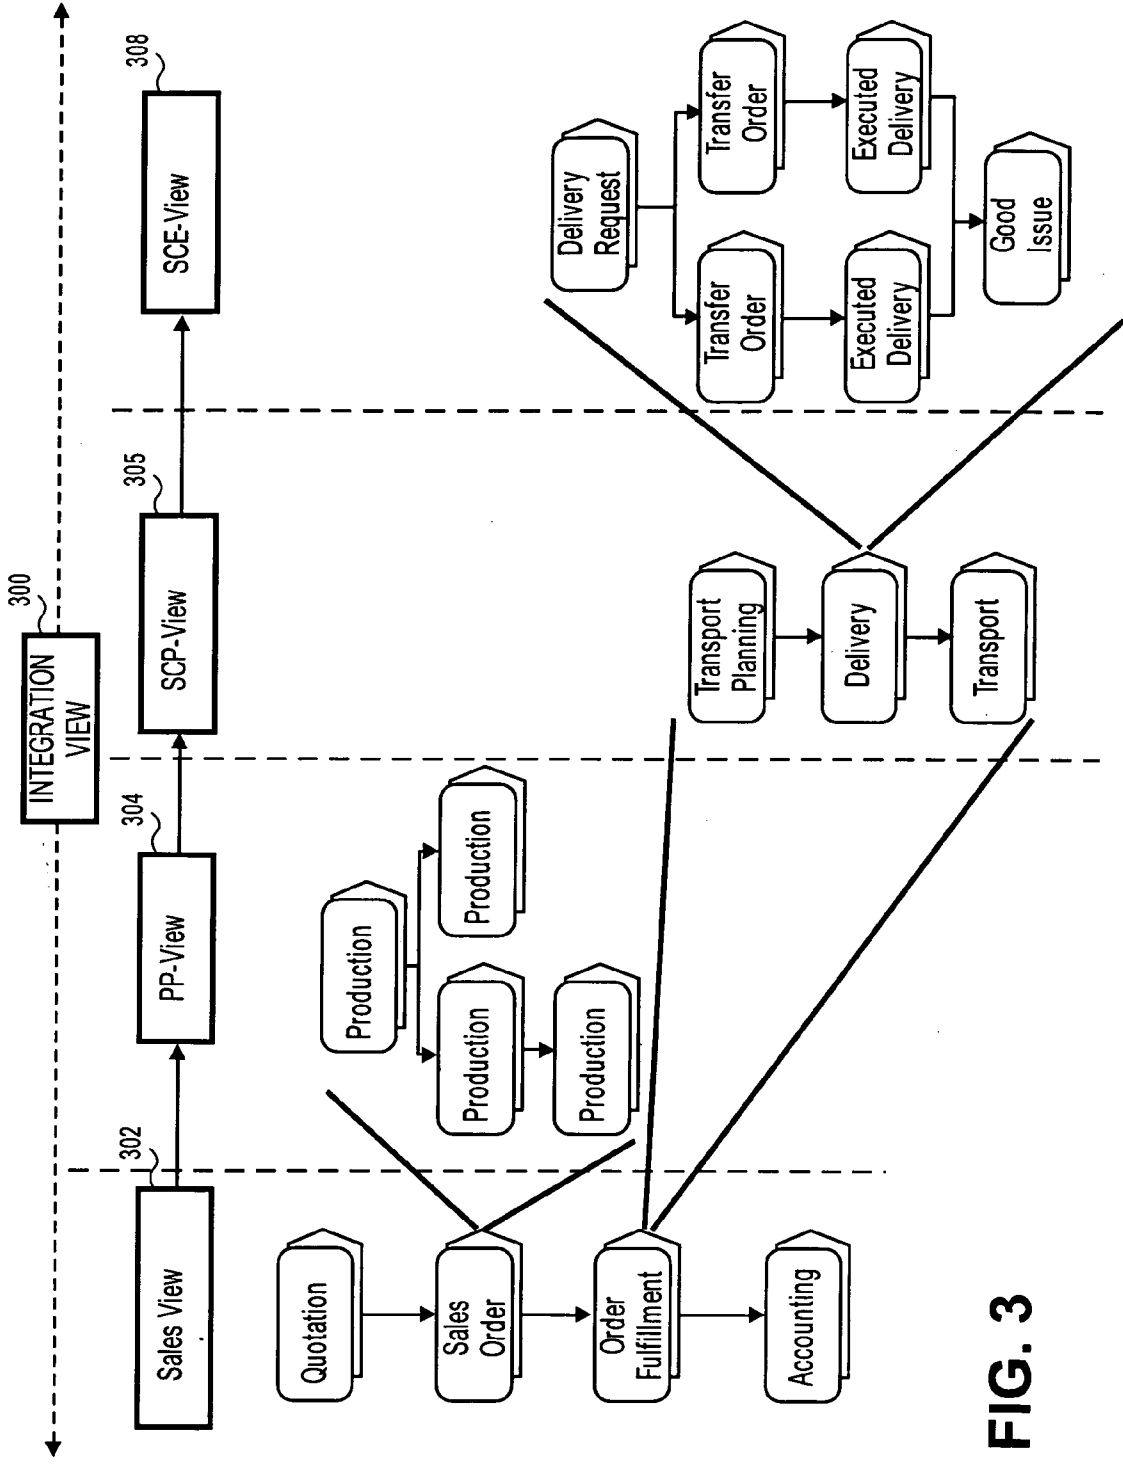 300
INTEGRATION
VIEW
302
304
305
308
Sales View
PP-View
SCP-View
SCE-View
Quotation
Sales
Order
Order
Fulfillment
Accounting
Production
Production
Production
Production
Transport
Planning
Delivery
Transport
Delivery
Request
Transfer
Order
Transfer
Order
Executed
Delivery
Executed
Delivery
Good
Issue
FIG. 3